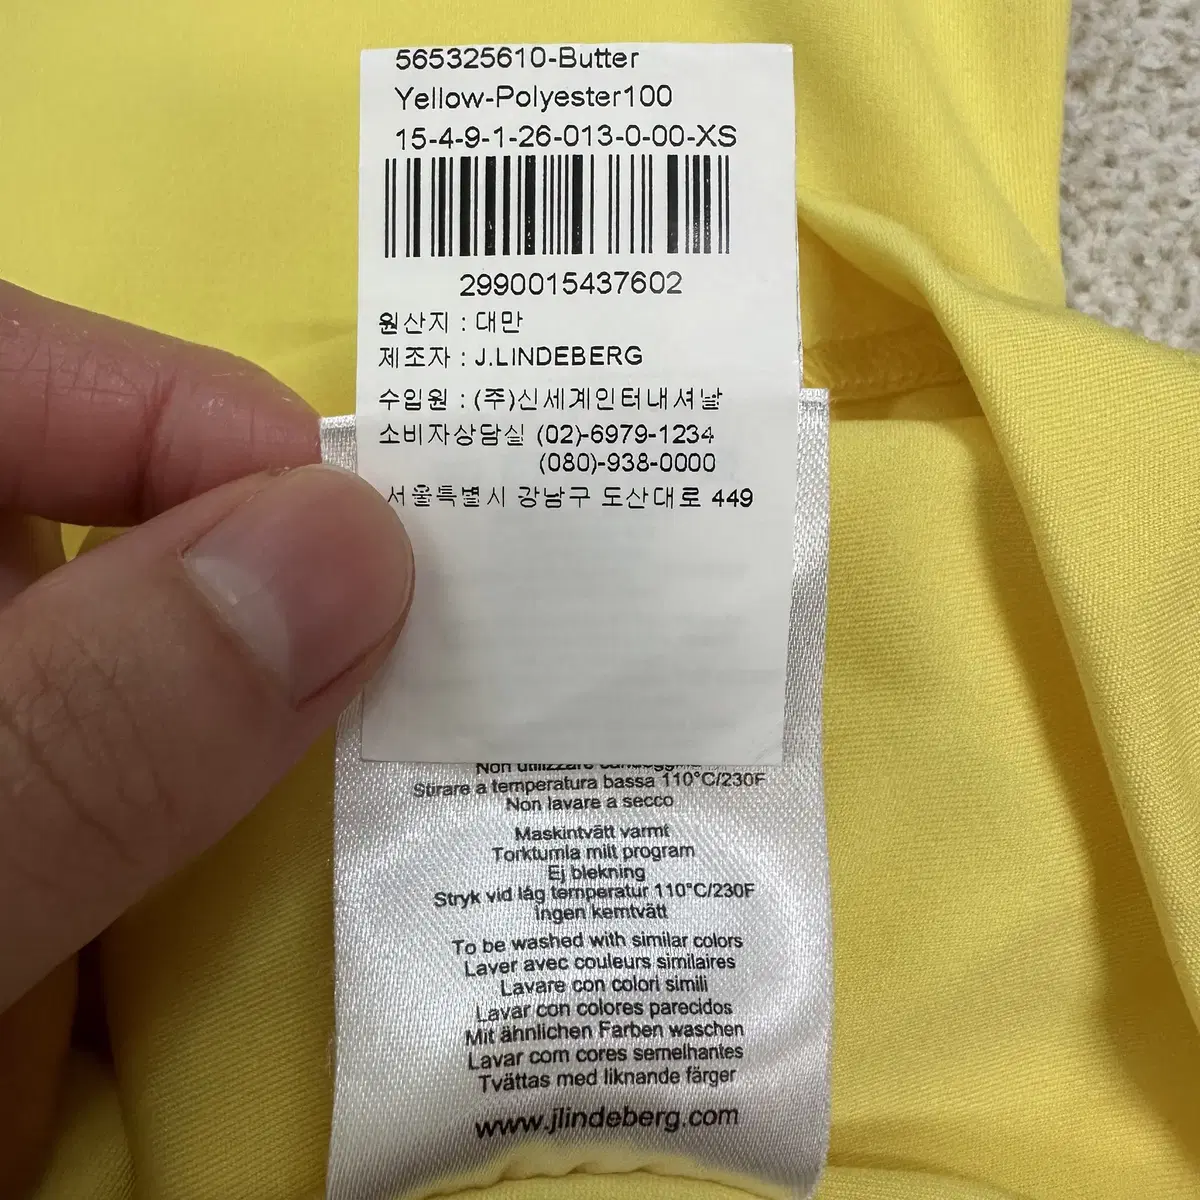 565325610-Butter
Yellow-Polyester100
15-4-9-1-26-013-0-00-XS
2990015437602
원산지 : 대만
제조자 : J.LINDEBERG
수입원 : (주)신세계인터내셔날
소비자상담실 (02)-6979-1234
(080)-938-0000
서울특별시 강남구 도산대로 449
Non utilizzare
Stirare a temperatura bassa 110°C/230F
Non lavare a secco
Maskintvätt varmt
Torktumla milt program
Ej blekning
Stryk vid låg temperatur 110°C/230F
Ingen kemtvätt
To be washed with similar colors
Laver avec couleurs similaires
Lavare con colori simili
Lavar con colores parecidos
Mit ähnlichen Farben waschen
Lavar com cores semelhantes
Tvättas med liknande färger
www.jlindeberg.com